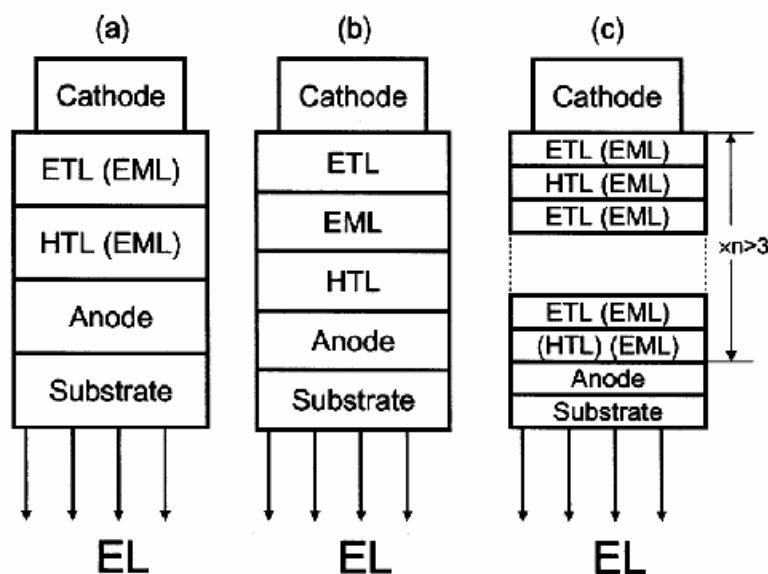 (a)
Cathode
ETL (EML)
HTL (EML)
Anode
Substrate
EL
(b)
Cathode
ETL
EML
HTL
Anode
Substrate
EL
(c)
Cathode
ETL (EML)
HTL (EML)
ETL (EML)
×n>3
ETL (EML)
(HTL) (EML)
Anode
Substrate
EL